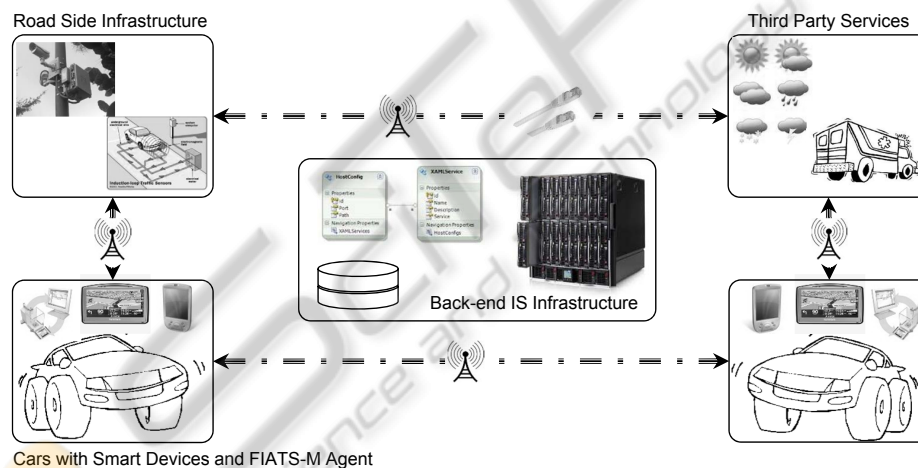 Road Side Infrastructure
Third Party Services
Induction-loop Traffic Sensors
HostConfig
Properties
Id
Port
Path
Navigation Properties
XAMLServices
XAMLService
Properties
Id
Name
Description
Service
Navigation Properties
HostConfigs
Back-end IS Infrastructure
Cars with Smart Devices and FIATS-M Agent